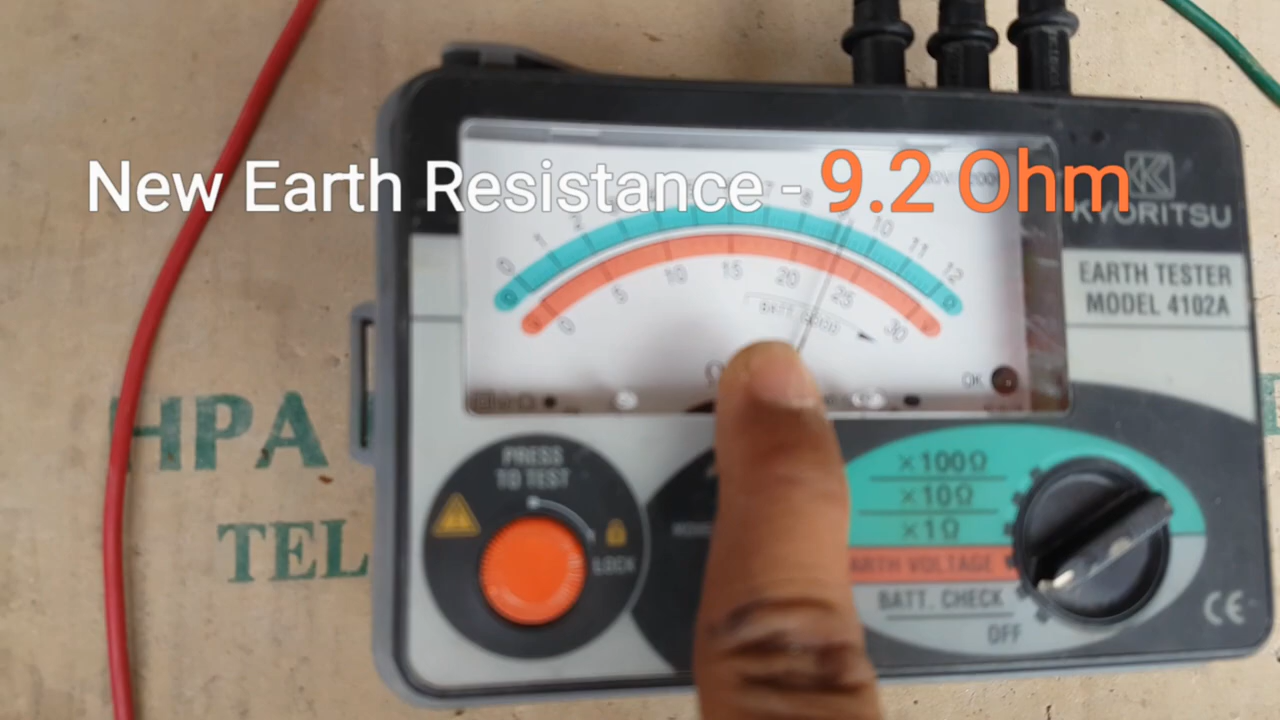 New Earth Resistance - 9.2 Ohm
KYORITSU
EARTH TESTER
MODEL 4102A
0 1 7 8 10 11 12
0 5 10 15 20 25 30
BATT. CHECK
OK
PRESS
TO TEST
LOCK
×100Ω
×10Ω
×1Ω
EARTH VOLTAGE
BATT. CHECK
OFF
CE
HPA
TEL